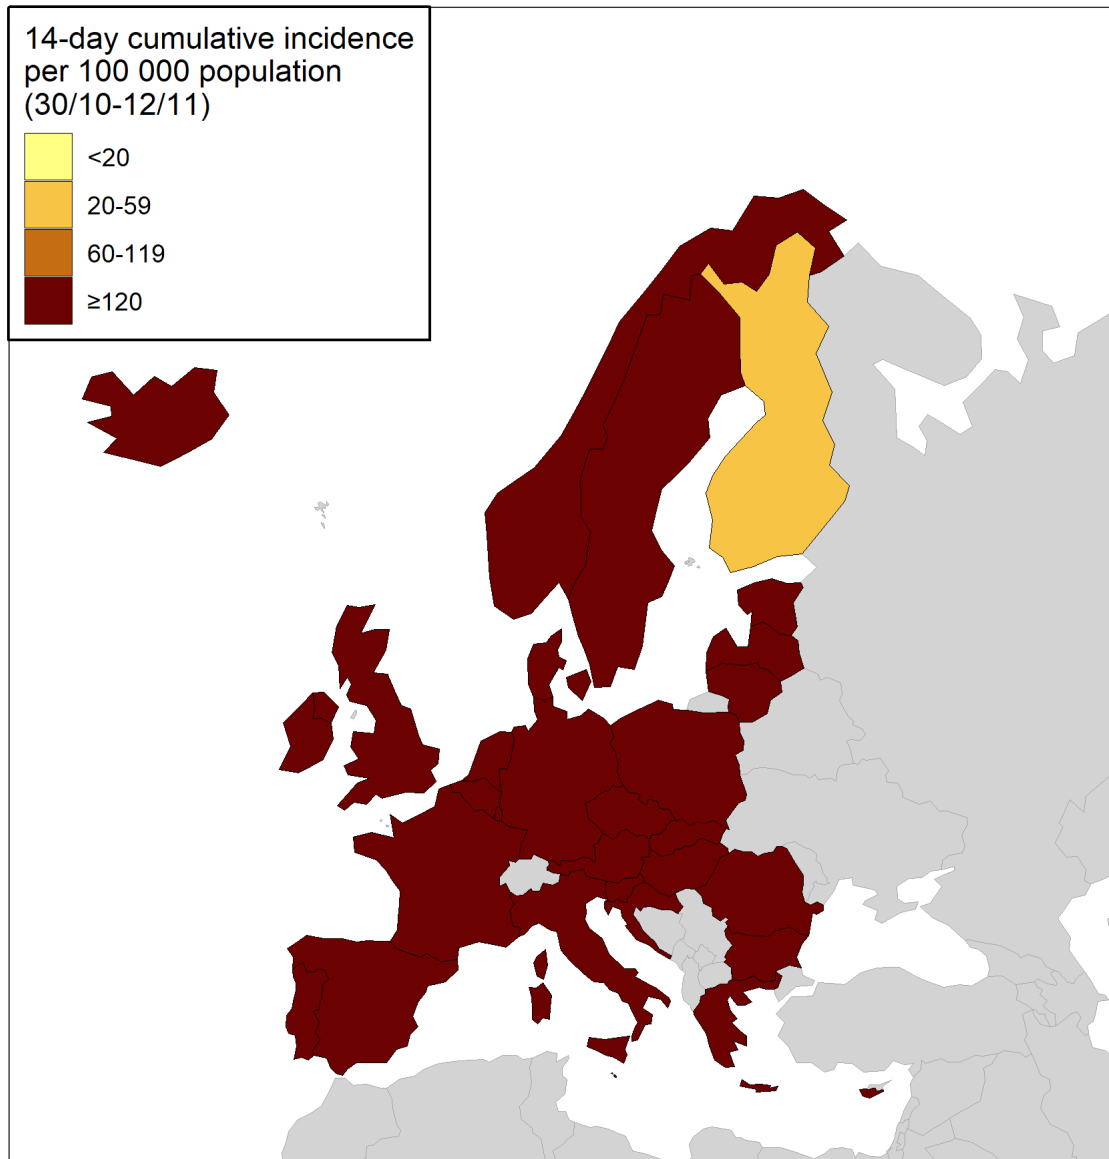 14-day cumulative incidence
per 100 000 population
(30/10-12/11)
<20
20-59
60-119
≥120